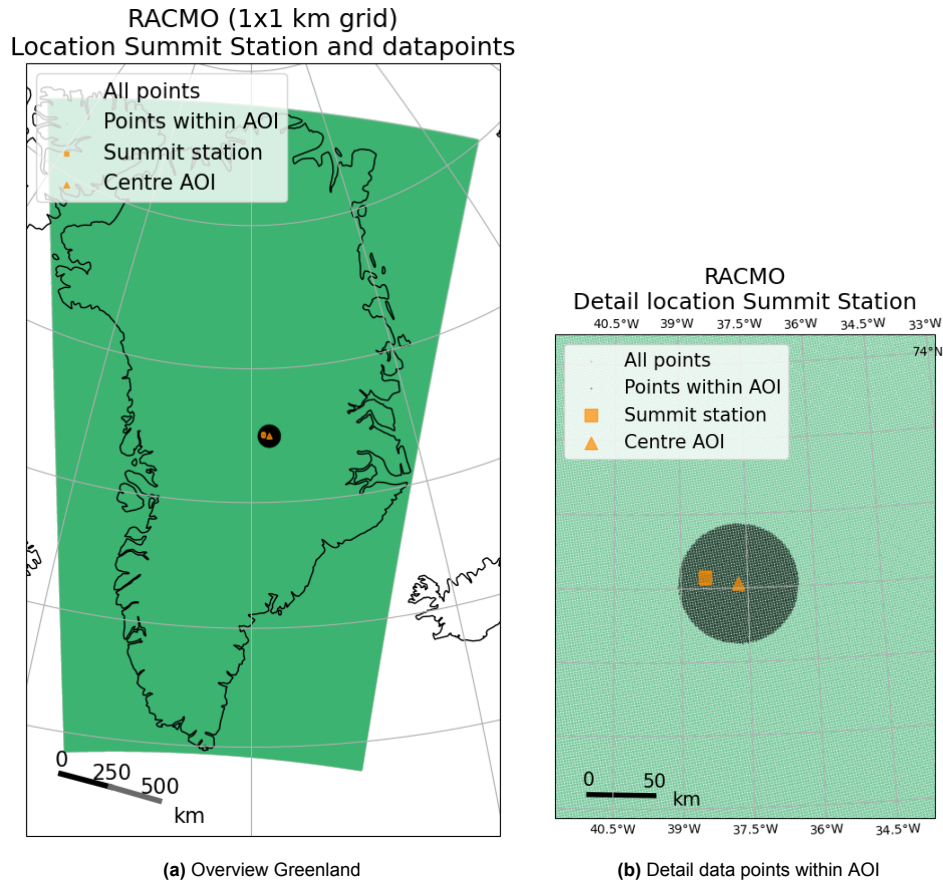 RACMO (1x1 km grid)
Location Summit Station and datapoints
All points
Points within AOI
Summit station
Centre AOI
0
250
500
km
(a) Overview Greenland
RACMO
Detail location Summit Station
40.5°W 39°W 37.5°W 36°W 34.5°W 33°W
74°N
All points
Points within AOI
Summit station
Centre AOI
0 50
km
40.5°W 39°W 37.5°W 36°W 34.5°W
(b) Detail data points within AOI